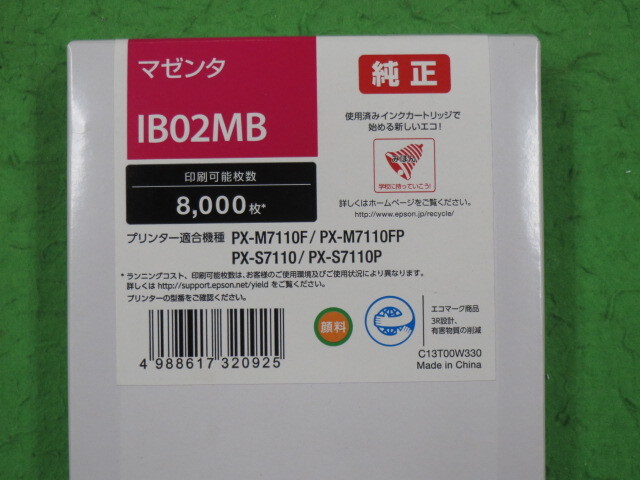 マゼンタ
純正
IB02MB
使用済みインクカートリッジで
始める新しいエコ!
みほん
学校に持っていこう!
印刷可能枚数
8,000枚*
詳しくはホームページをご覧ください。
http://www.epson.jp/recycle/
プリンター適合機種 PX-M7110F / PX-M7110FP
PX-S7110 / PX-S7110P
* ランニングコスト、印刷可能枚数は、お客様のご使用環境及びご使用状況により異なります。
詳しくは http://support.epson.net/yield をご覧ください。
プリンターの型番をご確認ください。
顔料
エコマーク商品
3R設計、
有害物質の削減
4 988617 320925
C13T00W330
Made in China